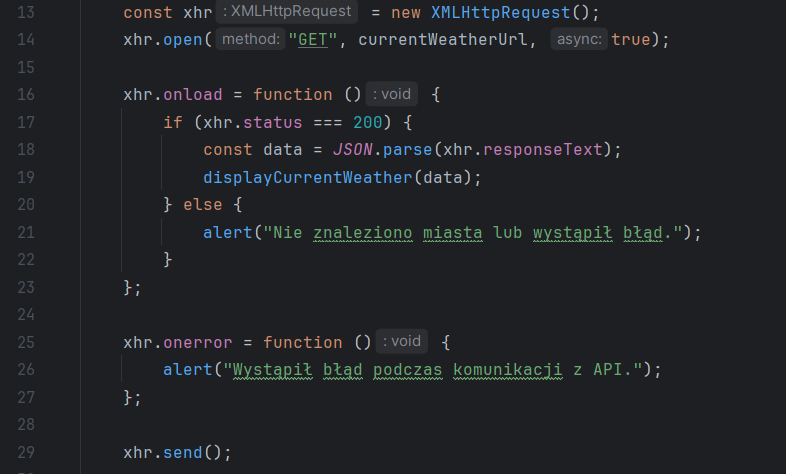 13 const xhr : XMLHttpRequest = new XMLHttpRequest();
14 xhr.open( method: "GET", currentWeatherUrl, async: true);
15
16 xhr.onload = function () : void {
17 if (xhr.status === 200) {
18 const data = JSON.parse(xhr.responseText);
19 displayCurrentWeather(data);
20 } else {
21 alert("Nie znaleziono miasta lub wystąpił błąd.");
22 }
23 };
24
25 xhr.onerror = function () : void {
26 alert("Wystąpił błąd podczas komunikacji z API.");
27 };
28
29 xhr.send();